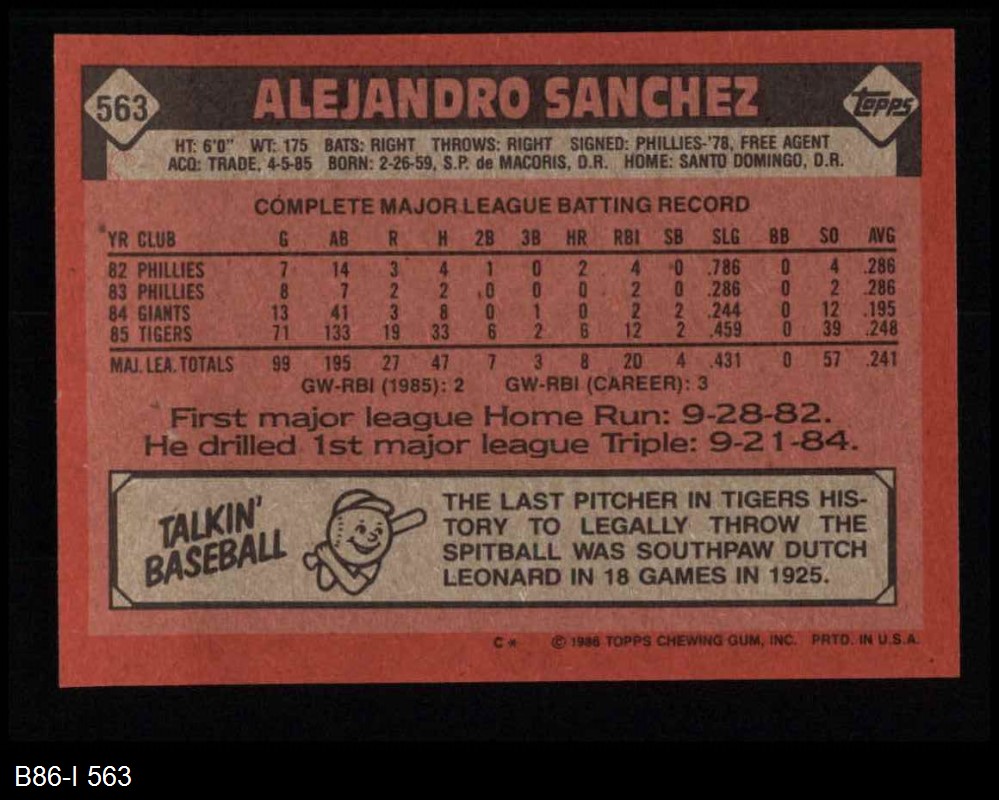 563
ALEJANDRO SANCHEZ
Topps
HT: 6'0" WT: 175 BATS: RIGHT THROWS: RIGHT SIGNED: PHILLIES-'78, FREE AGENT
ACQ: TRADE, 4-5-85 BORN: 2-26-59, S.P. de MACORIS, D.R. HOME: SANTO DOMINGO, D.R.
COMPLETE MAJOR LEAGUE BATTING RECORD
YR CLUB G AB R H 2B 3B HR RBI SB SLG BB SO AVG
82 PHILLIES 7 14 3 4 1 0 2 4 0 .786 0 4 .286
83 PHILLIES 8 7 2 2 0 0 0 2 0 .286 0 2 .286
84 GIANTS 13 41 3 8 0 1 0 2 2 .244 0 12 .195
85 TIGERS 71 133 19 33 6 2 6 12 2 .459 0 39 .248
MAJ. LEA. TOTALS 99 195 27 47 7 3 8 20 4 .431 0 57 .241
GW-RBI (1985): 2 GW-RBI (CAREER): 3
First major league Home Run: 9-28-82.
He drilled 1st major league Triple: 9-21-84.
TALKIN'
BASEBALL
THE LAST PITCHER IN TIGERS HIS-
TORY TO LEGALLY THROW THE
SPITBALL WAS SOUTHPAW DUTCH
LEONARD IN 18 GAMES IN 1925.
C* © 1986 TOPPS CHEWING GUM, INC. PRTD. IN U.S.A.
B86-I 563